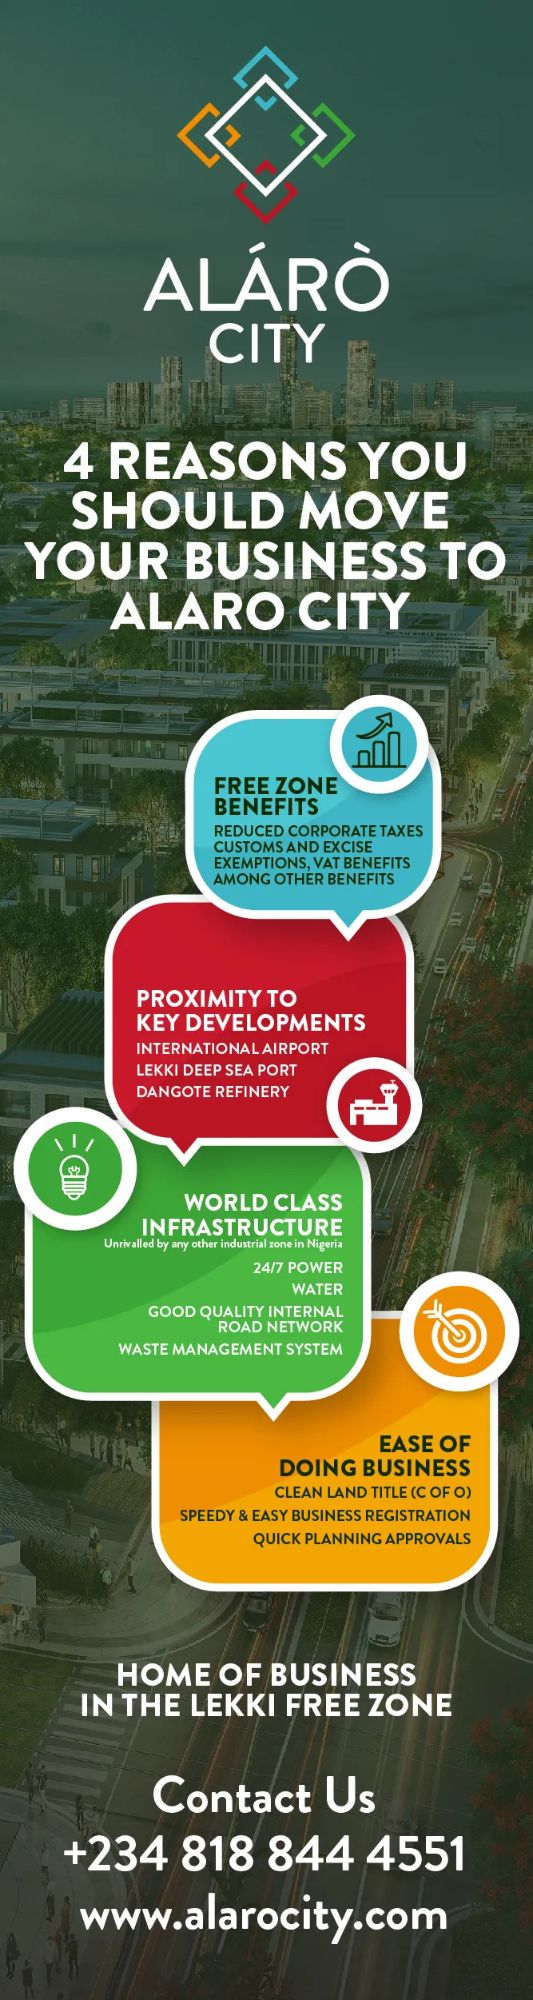 ALÁRÒ
CITY
4 REASONS YOU
SHOULD MOVE
YOUR BUSINESS TO
ALARO CITY
FREE ZONE
BENEFITS
REDUCED CORPORATE TAXES
CUSTOMS AND EXCISE
EXEMPTIONS, VAT BENEFITS
AMONG OTHER BENEFITS
PROXIMITY TO
KEY DEVELOPMENTS
INTERNATIONAL AIRPORT
LEKKI DEEP SEA PORT
DANGOTE REFINERY
WORLD CLASS
INFRASTRUCTURE
Unrivalled by any other industrial zone in Nigeria
24/7 POWER
WATER
GOOD QUALITY INTERNAL
ROAD NETWORK
WASTE MANAGEMENT SYSTEM
EASE OF
DOING BUSINESS
CLEAN LAND TITLE (C OF O)
SPEEDY & EASY BUSINESS REGISTRATION
QUICK PLANNING APPROVALS
HOME OF BUSINESS
IN THE LEKKI FREE ZONE
Contact Us
+234 818 844 4551
www.alarocity.com